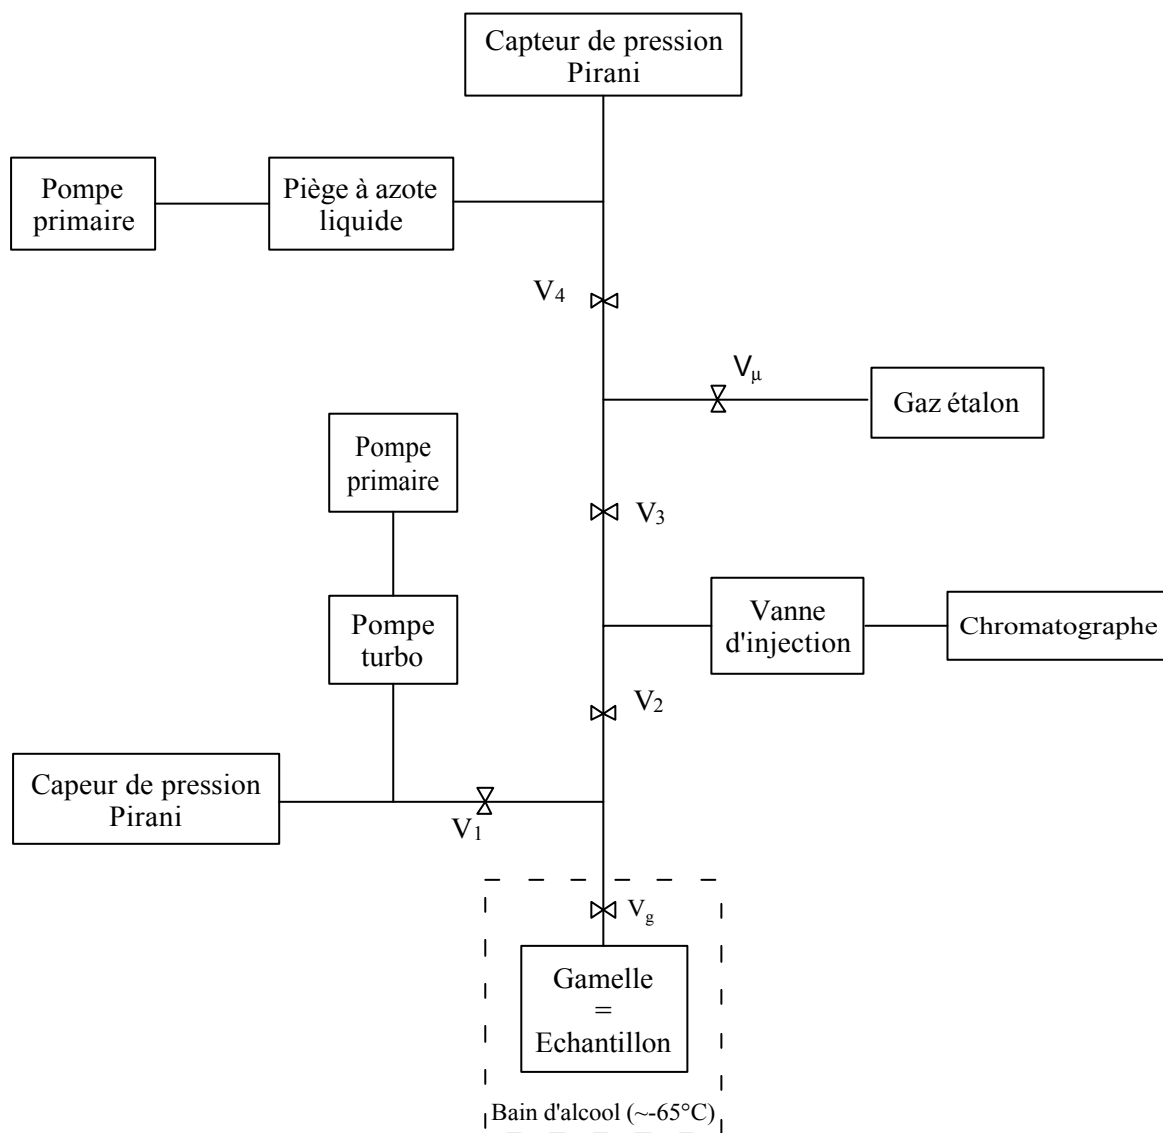 Capteur de pression
Pirani
Pompe
primaire
Piège à azote
liquide
V4
Vμ
Gaz étalon
Pompe
primaire
V3
Pompe
turbo
Vanne
d'injection
Chromatographe
V2
Capeur de pression
Pirani
V1
Vg
Gamelle
=
Echantillon
Bain d'alcool (~-65°C)